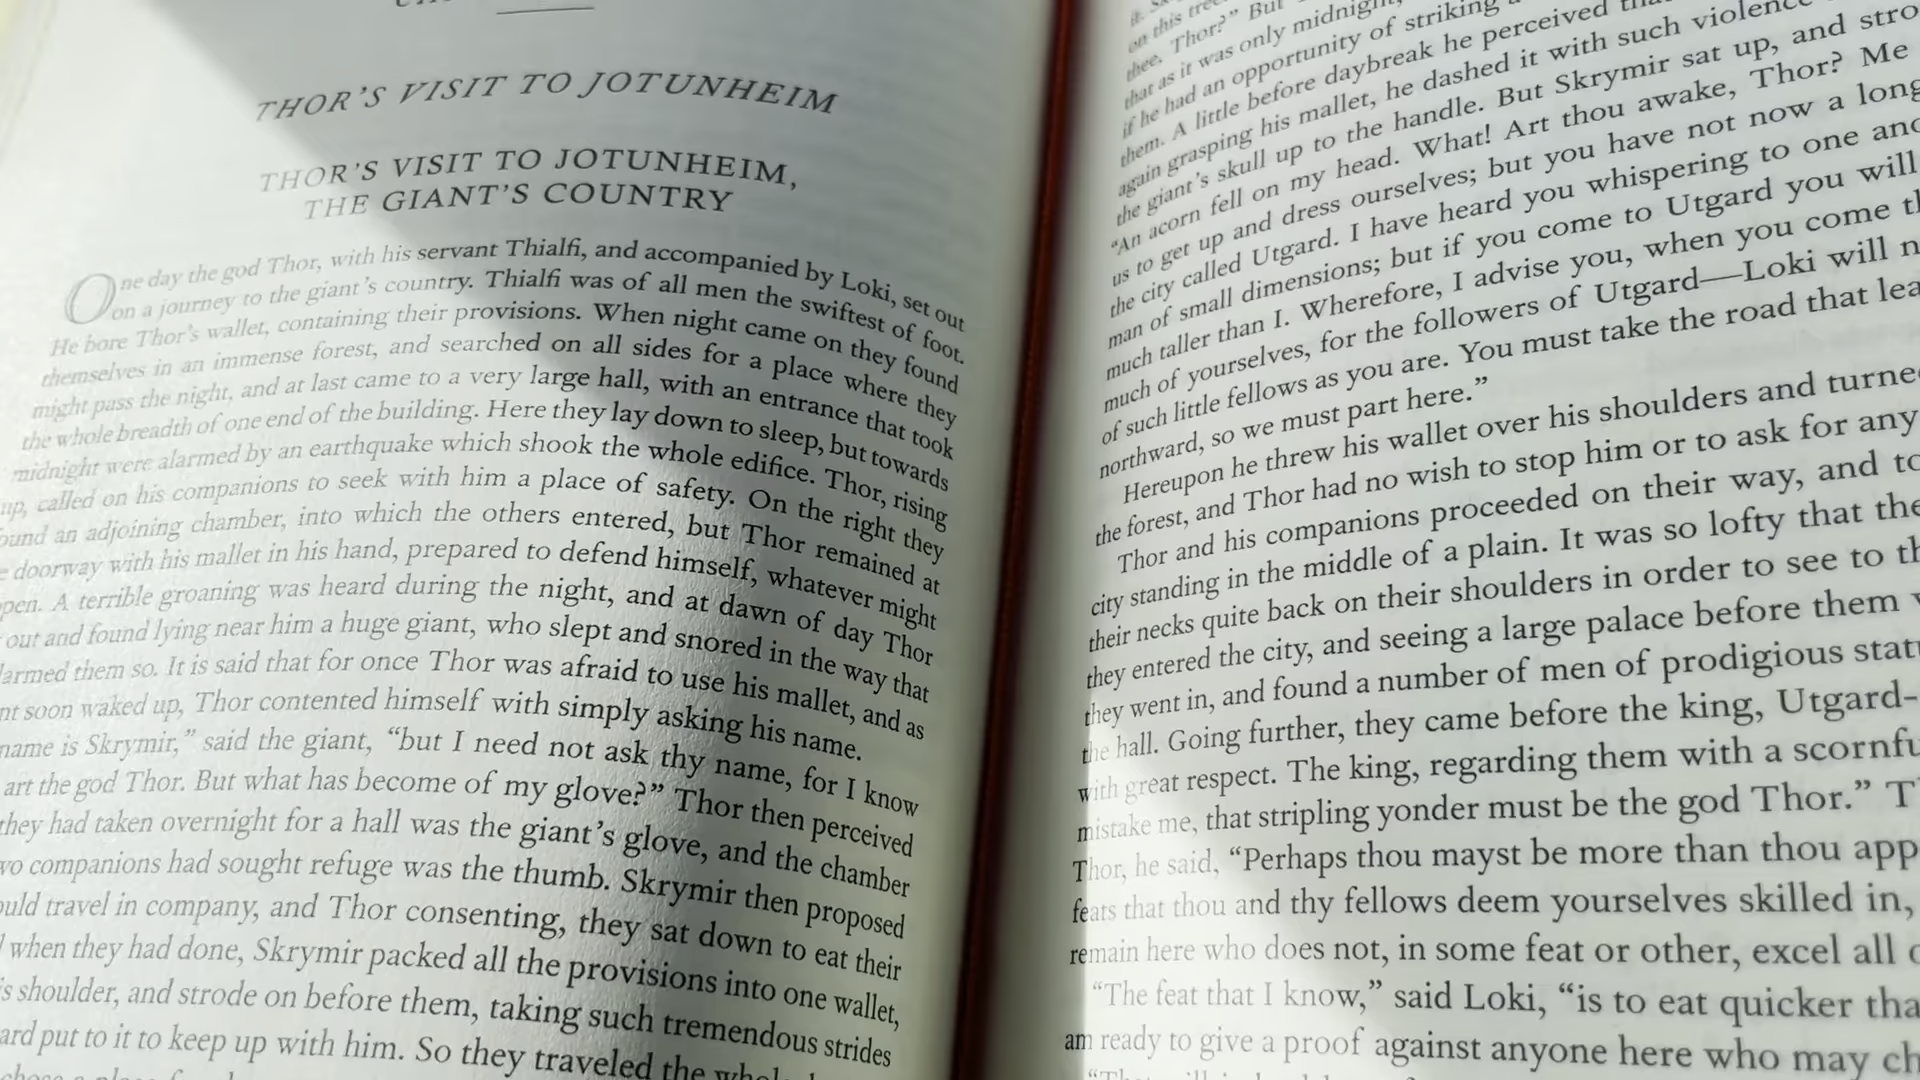 THOR'S VISIT TO JOTUNHEIM
THOR'S VISIT TO JOTUNHEIM,
THE GIANT'S COUNTRY
One day the god Thor, with his servant Thialfi, and accompanied by Loki, set out
on a journey to the giant's country. Thialfi was of all men the swiftest of foot.
He bore Thor's wallet, containing their provisions. When night came on they found
themselves in an immense forest, and searched on all sides for a place where they
might pass the night, and at last came to a very large hall, with an entrance that took
the whole breadth of one end of the building. Here they lay down to sleep, but towards
midnight were alarmed by an earthquake which shook the whole edifice. Thor, rising
up, called on his companions to seek with him a place of safety. On the right they
ound an adjoining chamber, into which the others entered, but Thor remained at
doorway with his mallet in his hand, prepared to defend himself, whatever might
pen. A terrible groaning was heard during the night, and at dawn of day Thor
out and found lying near him a huge giant, who slept and snored in the way that
larmed them so. It is said that for once Thor was afraid to use his mallet, and as
nt soon waked up, Thor contented himself with simply asking his name.
name is Skrymir," said the giant, "but I need not ask thy name, for I know
art the god Thor. But what has become of my glove?" Thor then perceived
they had taken overnight for a hall was the giant's glove, and the chamber
wo companions had sought refuge was the thumb. Skrymir then proposed
ould travel in company, and Thor consenting, they sat down to eat their
when they had done, Skrymir packed all the provisions into one wallet,
is shoulder, and strode on before them, taking such tremendous strides
ard put to it to keep up with him. So they traveled the whole
on this tree
thee, Thor?" But
that as it was only midnight,
if he had an opportunity of striking
them. A little before daybreak he perceived
again grasping his mallet, he dashed it with such violence
the giant's skull up to the handle. But Skrymir sat up, and stro
"An acorn fell on my head. What! Art thou awake, Thor? Me
us to get up and dress ourselves; but you have not now a long
the city called Utgard. I have heard you whispering to one ano
man of small dimensions; but if you come to Utgard you will
much taller than I. Wherefore, I advise you, when you come th
much of yourselves, for the followers of Utgard—Loki will n
of such little fellows as you are. You must take the road that lea
northward, so we must part here."
Hereupon he threw his wallet over his shoulders and turne
the forest, and Thor had no wish to stop him or to ask for any
Thor and his companions proceeded on their way, and to
city standing in the middle of a plain. It was so lofty that the
their necks quite back on their shoulders in order to see to th
they entered the city, and seeing a large palace before them
they went in, and found a number of men of prodigious statu
the hall. Going further, they came before the king, Utgard-
with great respect. The king, regarding them with a scornfu
mistake me, that stripling yonder must be the god Thor." T
Thor, he said, "Perhaps thou mayst be more than thou app
feats that thou and thy fellows deem yourselves skilled in,
remain here who does not, in some feat or other, excel all o
"The feat that I know," said Loki, "is to eat quicker tha
am ready to give a proof against anyone here who may ch